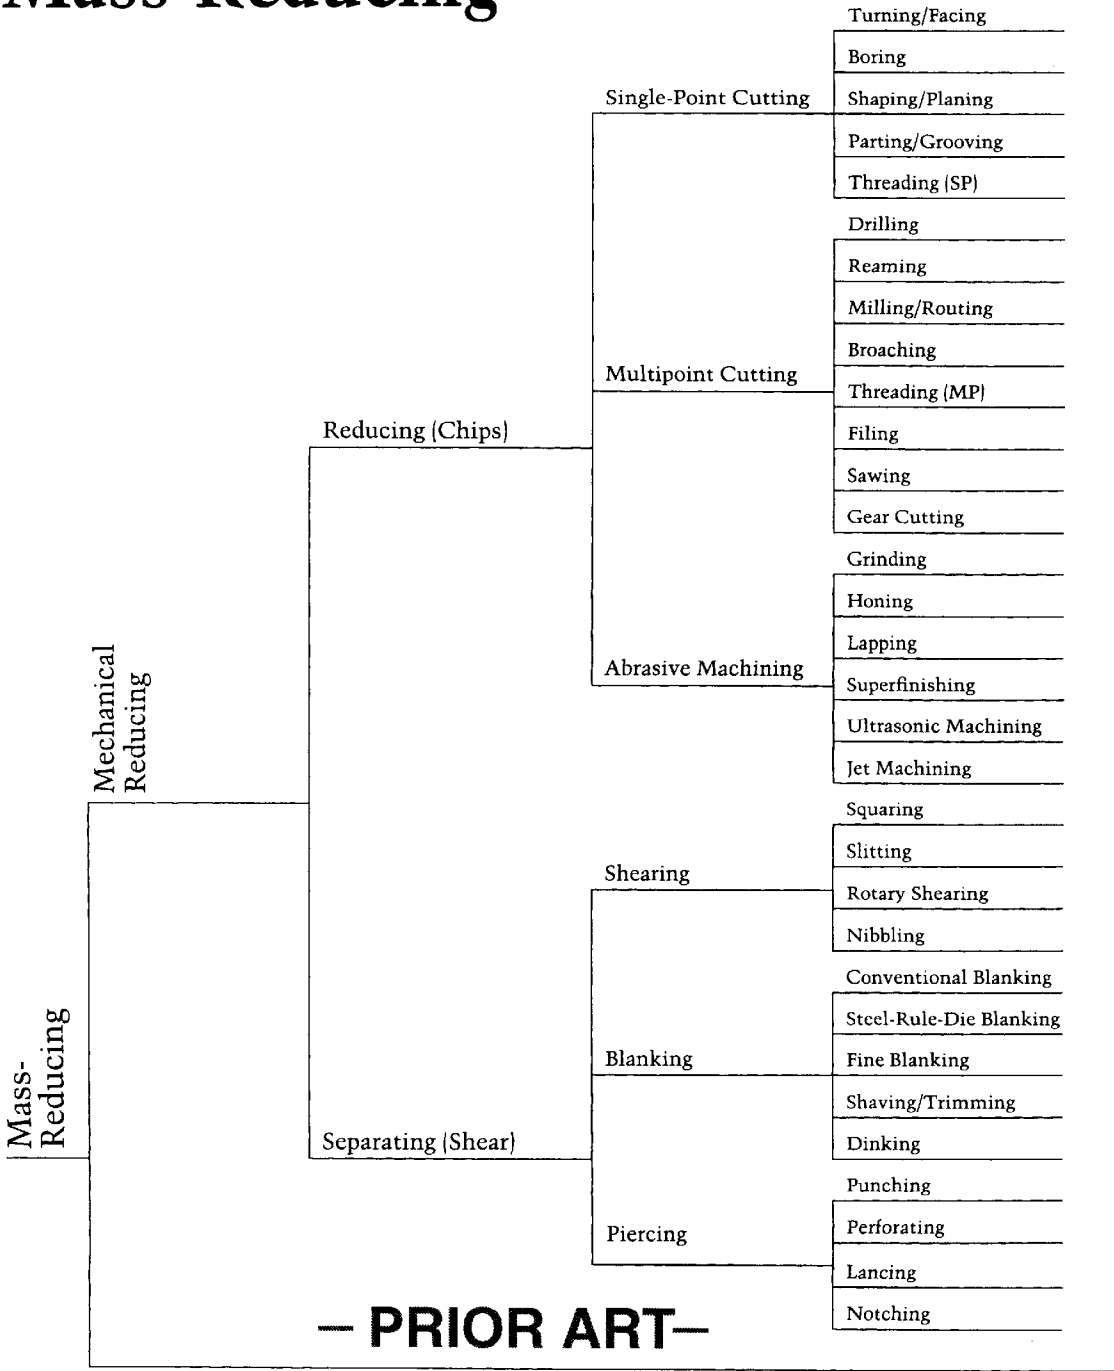 Mass-Reducing
Turning/Facing
Boring
Single-Point Cutting
Shaping/Planing
Parting/Grooving
Threading (SP)
Drilling
Reaming
Milling/Routing
Broaching
Multipoint Cutting
Threading (MP)
Reducing (Chips)
Filing
Sawing
Gear Cutting
Grinding
Honing
Lapping
Abrasive Machining
Superfinishing
Ultrasonic Machining
Jet Machining
Mechanical
Reducing
Squaring
Slitting
Shearing
Rotary Shearing
Nibbling
Conventional Blanking
Steel-Rule-Die Blanking
Blanking
Fine Blanking
Shaving/Trimming
Mass-
Reducing
Separating (Shear)
Dinking
Punching
Piercing
Perforating
Lancing
Notching
– PRIOR ART–